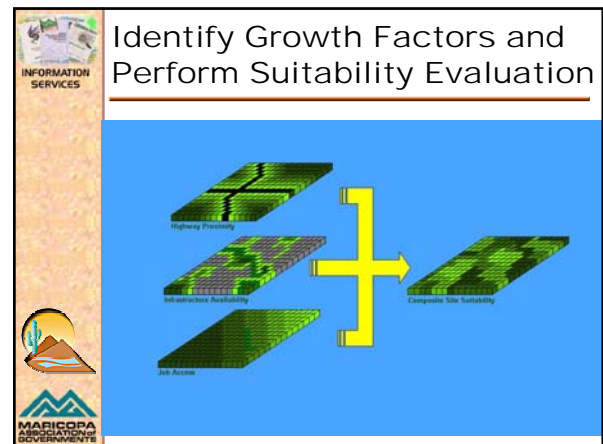 Identify Growth Factors and
Perform Suitability Evaluation
INFORMATION
SERVICES
Highway Proximity
Infrastructure Availability
Composite Site Suitability
Job Access
MARICOPA
ASSOCIATION of
GOVERNMENTS